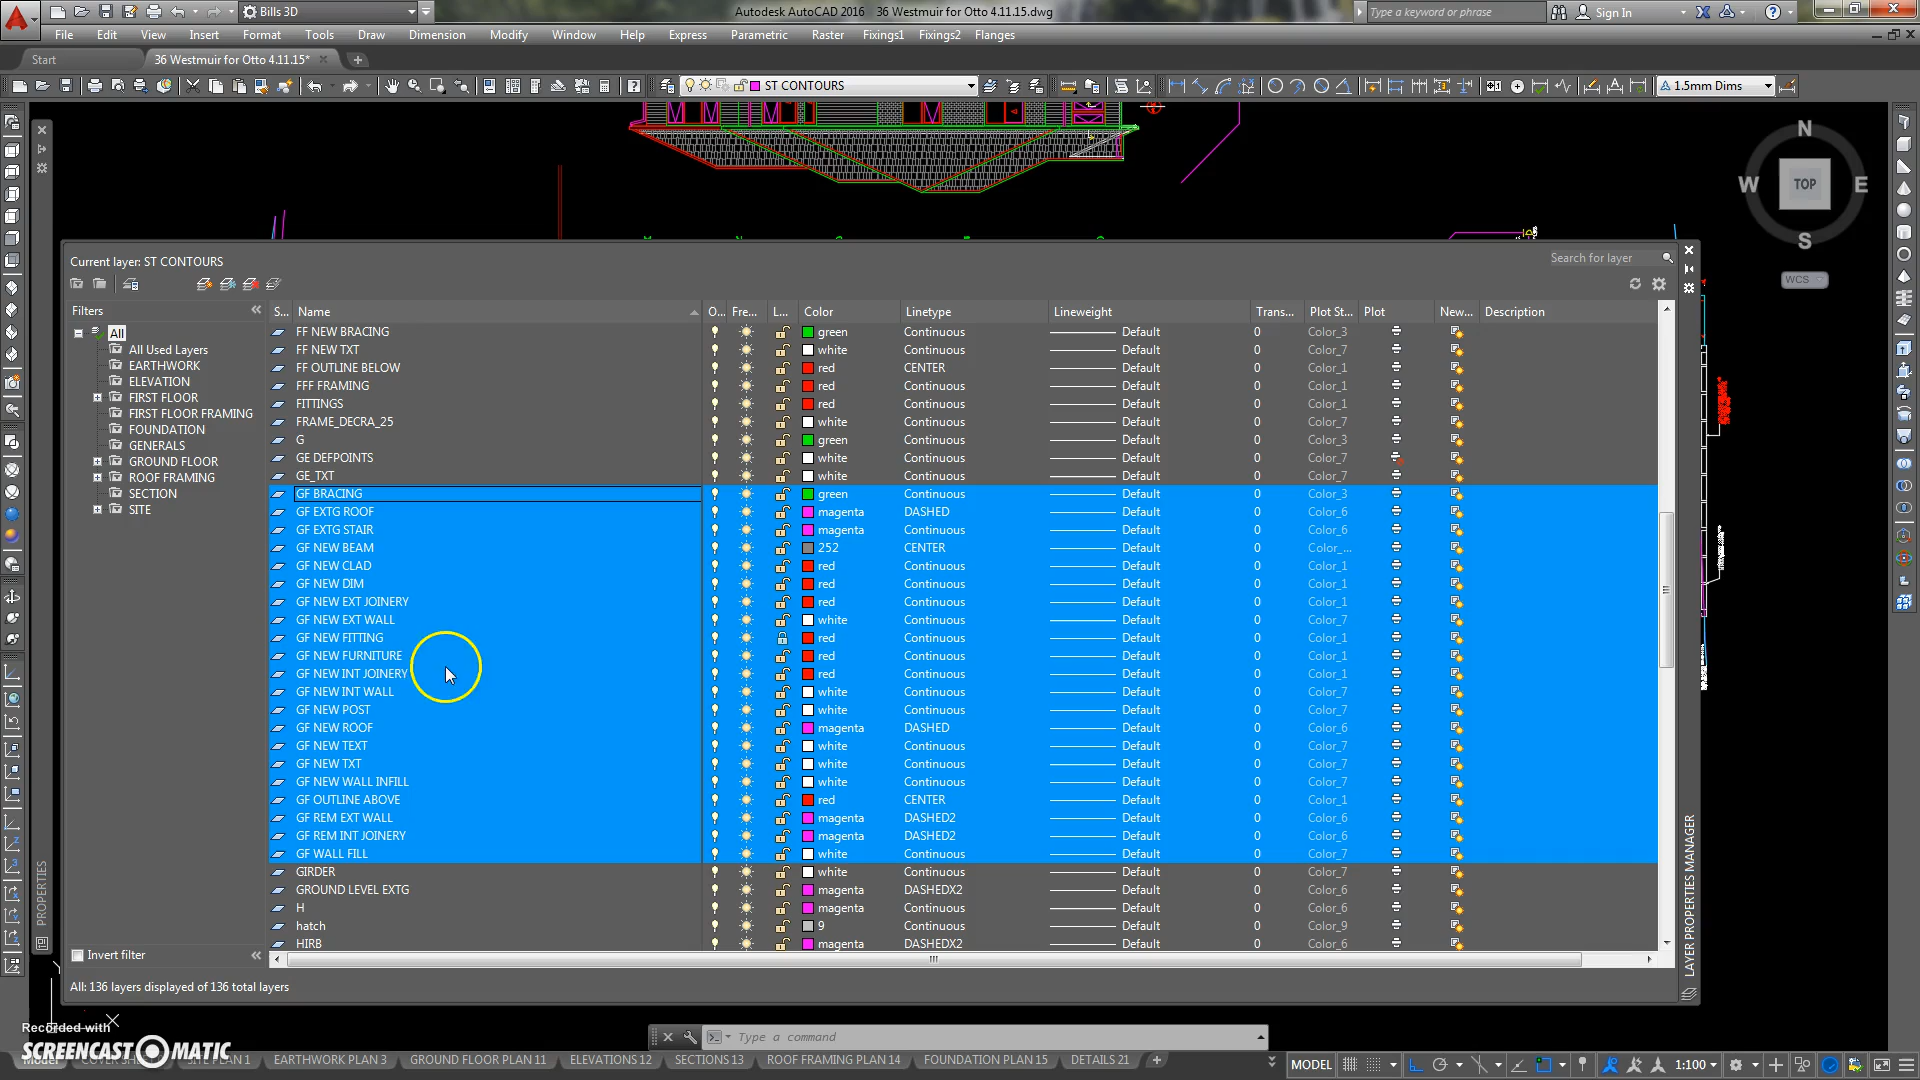 Bills 3D
Autodesk AutoCAD 2016    36 Westmuir for Otto 4.11.15.dwg
Type a keyword or phrase
Sign In
File Edit View Insert Format Tools Draw Dimension Modify Window Help Express Parametric Raster Fixings1 Fixings2 Flanges
Start
36 Westmuir for Otto 4.11.15*
ST CONTOURS
1.5mm Dims
N
W TOP E
S
WCS
Current layer: ST CONTOURS
Search for layer
Filters
All
All Used Layers
EARTHWORK
ELEVATION
FIRST FLOOR
FIRST FLOOR FRAMING
FOUNDATION
GENERALS
GROUND FLOOR
ROOF FRAMING
SECTION
SITE
Invert filter
S... Name O... Fre... L... Color Linetype Lineweight Trans... Plot St... Plot New... Description
FF NEW BRACING green Continuous Default 0 Color_3
FF NEW TXT white Continuous Default 0 Color_7
FF OUTLINE BELOW red CENTER Default 0 Color_1
FFF FRAMING red Continuous Default 0 Color_1
FITTINGS red Continuous Default 0 Color_1
FRAME_DECRA_25 white Continuous Default 0 Color_7
G green Continuous Default 0 Color_3
GE DEFPOINTS white Continuous Default 0 Color_7
GE_TXT white Continuous Default 0 Color_7
GF BRACING green Continuous Default 0 Color_3
GF EXTG ROOF magenta DASHED Default 0 Color_6
GF EXTG STAIR magenta Continuous Default 0 Color_6
GF NEW BEAM 252 CENTER Default 0 Color_...
GF NEW CLAD red Continuous Default 0 Color_1
GF NEW DIM red Continuous Default 0 Color_1
GF NEW EXT JOINERY red Continuous Default 0 Color_1
GF NEW EXT WALL white Continuous Default 0 Color_7
GF NEW FITTING red Continuous Default 0 Color_1
GF NEW FURNITURE red Continuous Default 0 Color_1
GF NEW INT JOINERY red Continuous Default 0 Color_1
GF NEW INT WALL white Continuous Default 0 Color_7
GF NEW POST white Continuous Default 0 Color_7
GF NEW ROOF magenta DASHED Default 0 Color_6
GF NEW TEXT white Continuous Default 0 Color_7
GF NEW TXT white Continuous Default 0 Color_7
GF NEW WALL INFILL white Continuous Default 0 Color_7
GF OUTLINE ABOVE red CENTER Default 0 Color_1
GF REM EXT WALL magenta DASHED2 Default 0 Color_6
GF REM INT JOINERY magenta DASHED2 Default 0 Color_6
GF WALL FILL white Continuous Default 0 Color_7
GIRDER white Continuous Default 0 Color_7
GROUND LEVEL EXTG magenta DASHEDX2 Default 0 Color_6
H magenta Continuous Default 0 Color_6
hatch 9 Continuous Default 0 Color_9
HIRB magenta DASHEDX2 Default 0 Color_6
All: 136 layers displayed of 136 total layers
PROPERTIES
LAYER PROPERTIES MANAGER
Recorded with
SCREENCAST MATIC
Type a command
EARTHWORK PLAN 3 GROUND FLOOR PLAN 11 ELEVATIONS 12 SECTIONS 13 ROOF FRAMING PLAN 14 FOUNDATION PLAN 15 DETAILS 21
MODEL 1:100